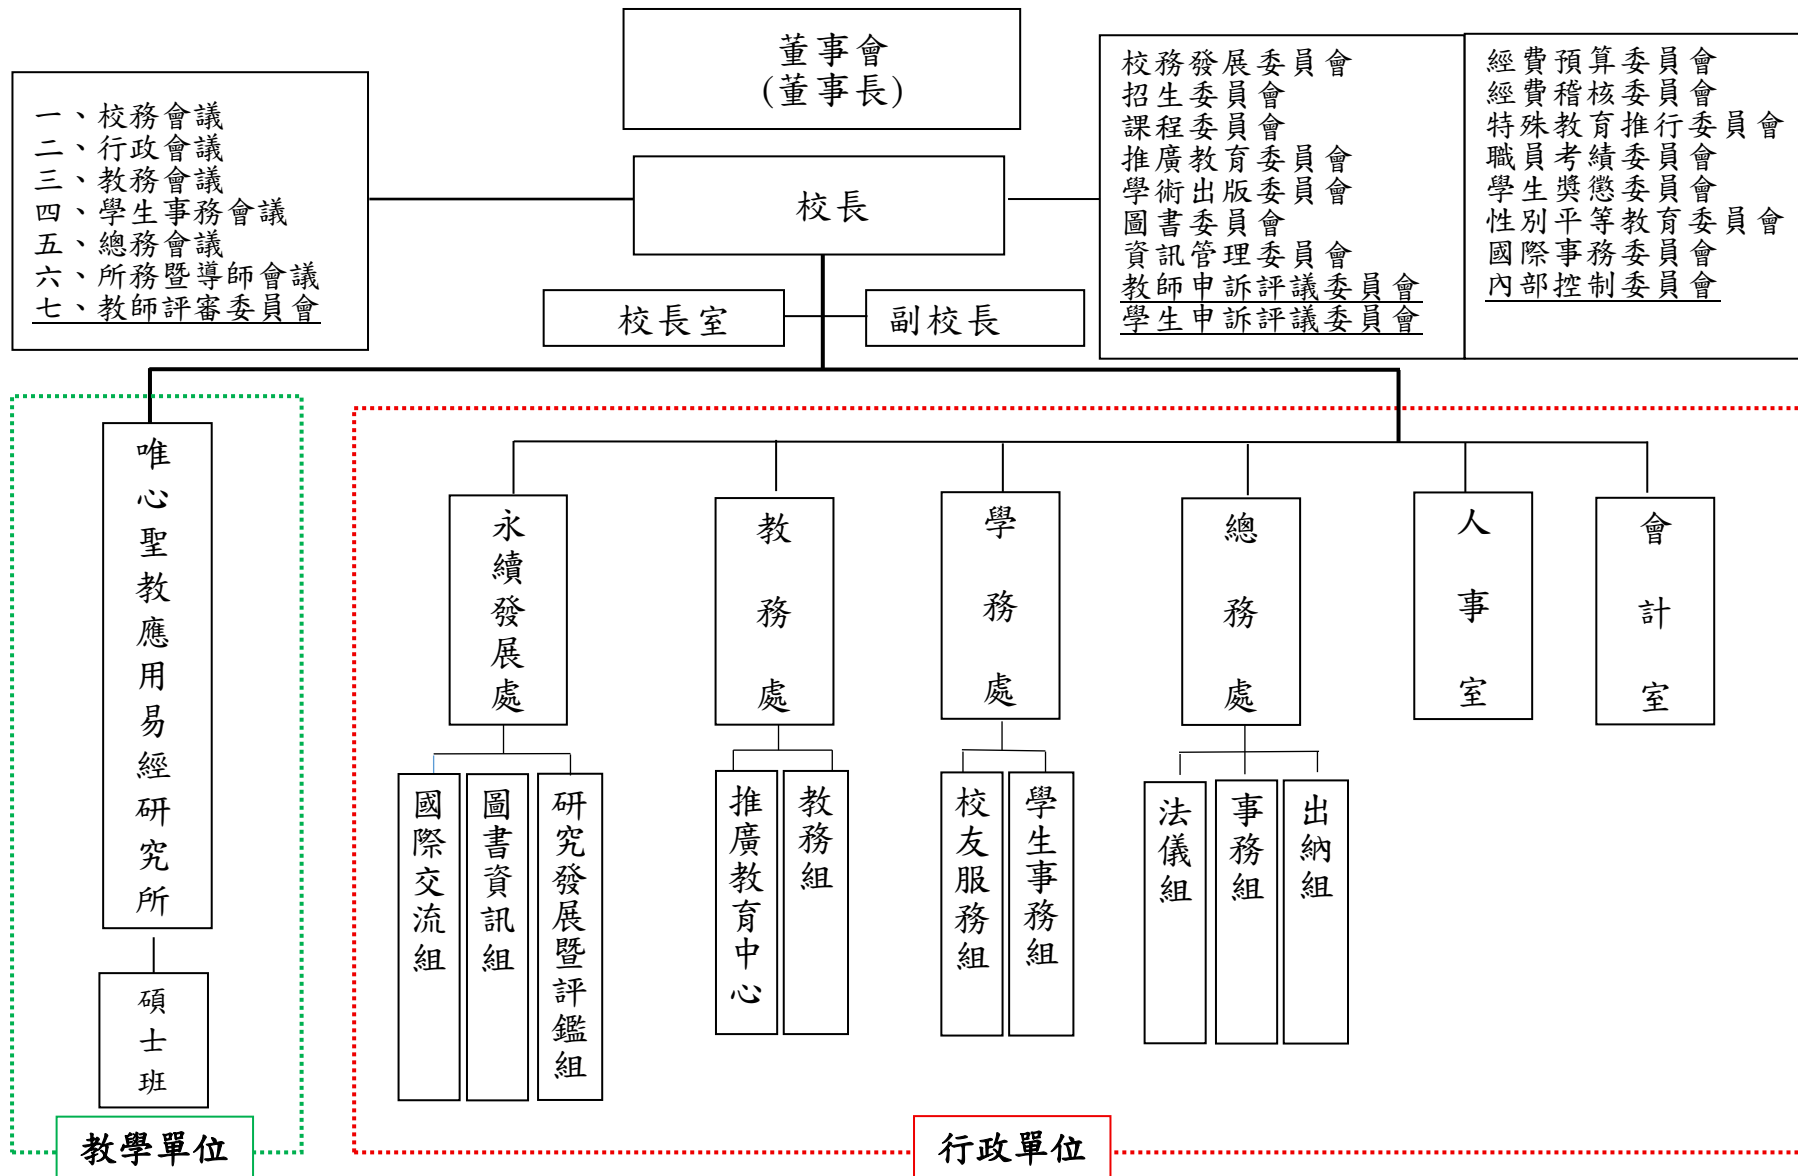 董事會
(董事長)
一、校務會議
二、行政會議
三、教務會議
四、學生事務會議
五、總務會議
六、所務暨導師會議
七、教師評審委員會
校長
校長室
副校長
校務發展委員會
招生委員會
課程委員會
推廣教育委員會
學術出版委員會
圖書委員會
資訊管理委員會
教師申訴評議委員會
學生申訴評議委員會
經費預算委員會
經費稽核委員會
特殊教育推行委員會
職員考績委員會
學生獎懲委員會
性別平等教育委員會
國際事務委員會
內部控制委員會
唯心聖教應用易經研究所
碩士班
教學單位
永續發展處
教務處
學務處
總務處
人事室
會計室
國際交流組
圖書資訊組
研究發展暨評鑑組
推廣教育中心
教務組
校友服務組
學生事務組
法儀組
事務組
出納組
行政單位